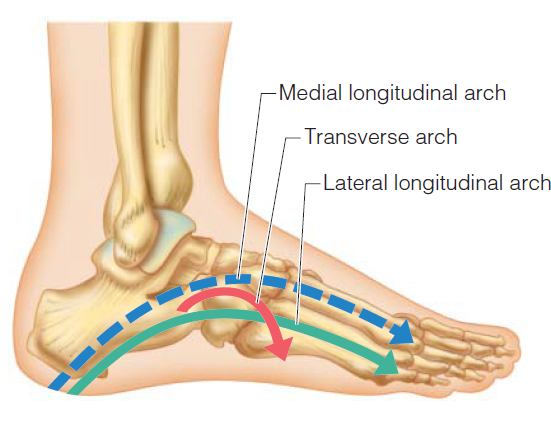 Medial longitudinal arch
Transverse arch
Lateral longitudinal arch